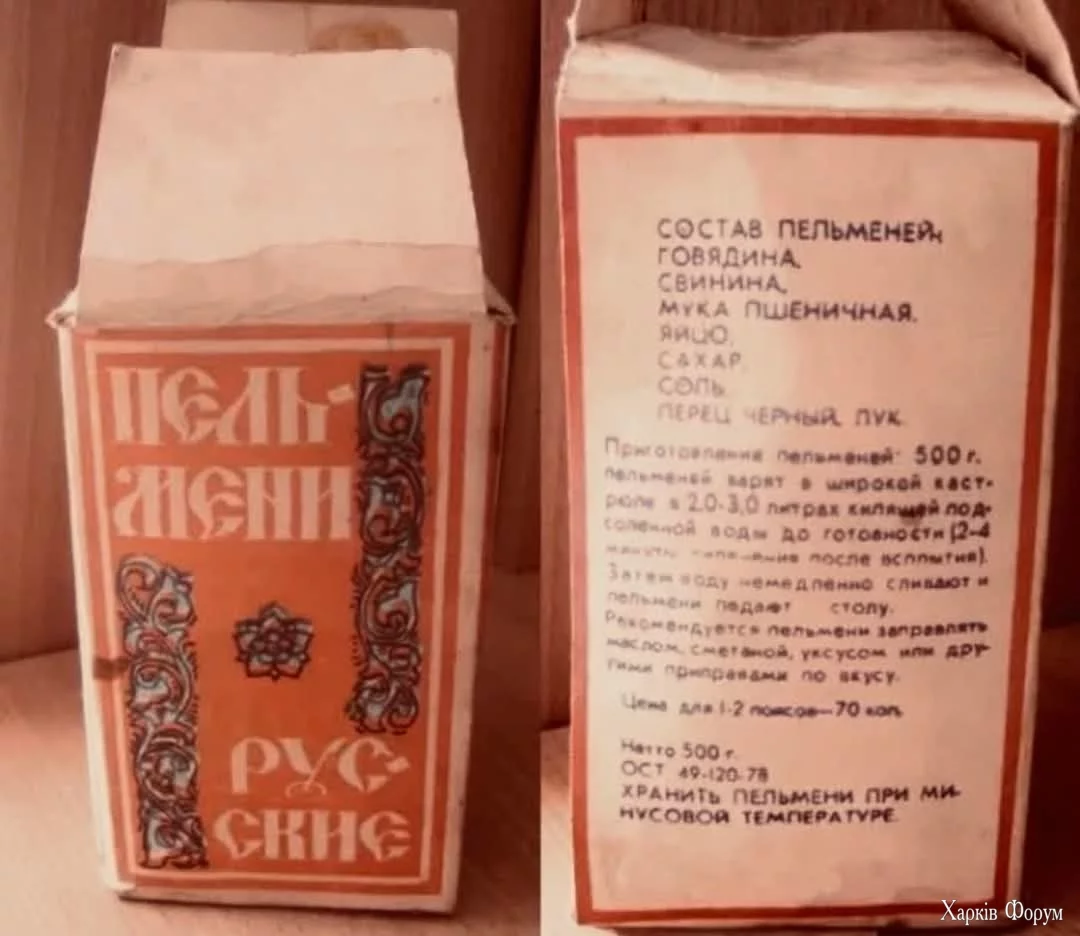 ПЕЛЬ-
МЕНИ
РУС-
СКИЕ
СОСТАВ ПЕЛЬМЕНЕЙ:
ГОВЯДИНА,
СВИНИНА,
МУКА ПШЕНИЧНАЯ,
ЯЙЦО,
САХАР,
СОЛЬ,
ПЕРЕЦ ЧЕРНЫЙ, ЛУК.
Приготовление пельменей: 500 г.
пельменей варят в широкой каст-
рюле в 2,0-3,0 литрах кипящей под-
соленной воды до готовности (2-4
минуты кипения после всплытия).
Затем воду немедленно сливают и
пельмени подают столу.
Рекомендуется пельмени заправлять
маслом, сметаной, уксусом или дру-
гими приправами по вкусу.
Цена для 1-2 поясов—70 коп.
Нетто 500 г.
ОСТ 49-120-78
ХРАНИТЬ ПЕЛЬМЕНИ ПРИ МИ-
НУСОВОЙ ТЕМПЕРАТУРЕ.
Харків Форум